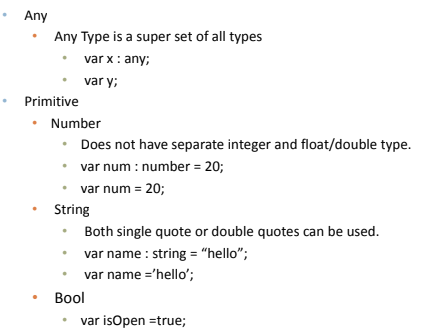 Any
Any Type is a super set of all types
var x : any;
var y;
Primitive
Number
Does not have separate integer and float/double type.
var num : number = 20;
var num = 20;
String
Both single quote or double quotes can be used.
var name : string = “hello”;
var name =’hello’;
Bool
var isOpen =true;